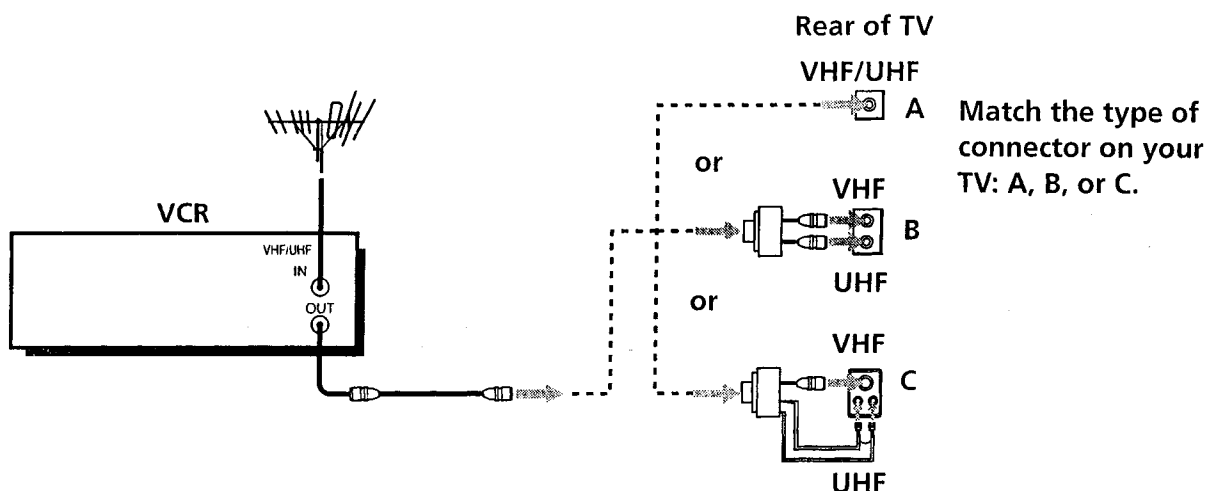 Rear of TV
VHF/UHF
A
Match the type of
connector on your
TV: A, B, or C.
or
VHF
B
UHF
VCR
VHF/UHF
IN
OUT
or
VHF
C
UHF